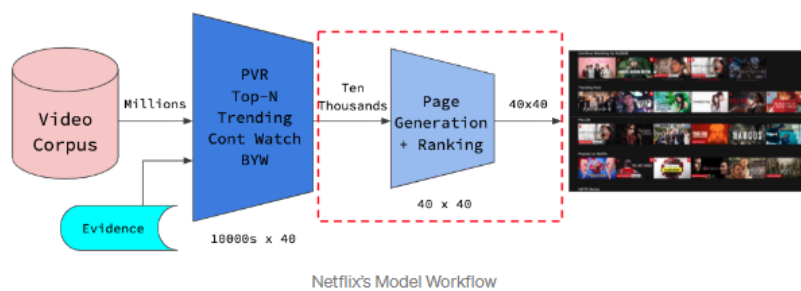 Video
Corpus
Millions
Evidence
PVR
Top-N
Trending
Cont Watch
BYW
10000s x 40
Ten
Thousands
Page
Generation
+ Ranking
40 x 40
40x40
NARCOS
Netflix's Model Workflow